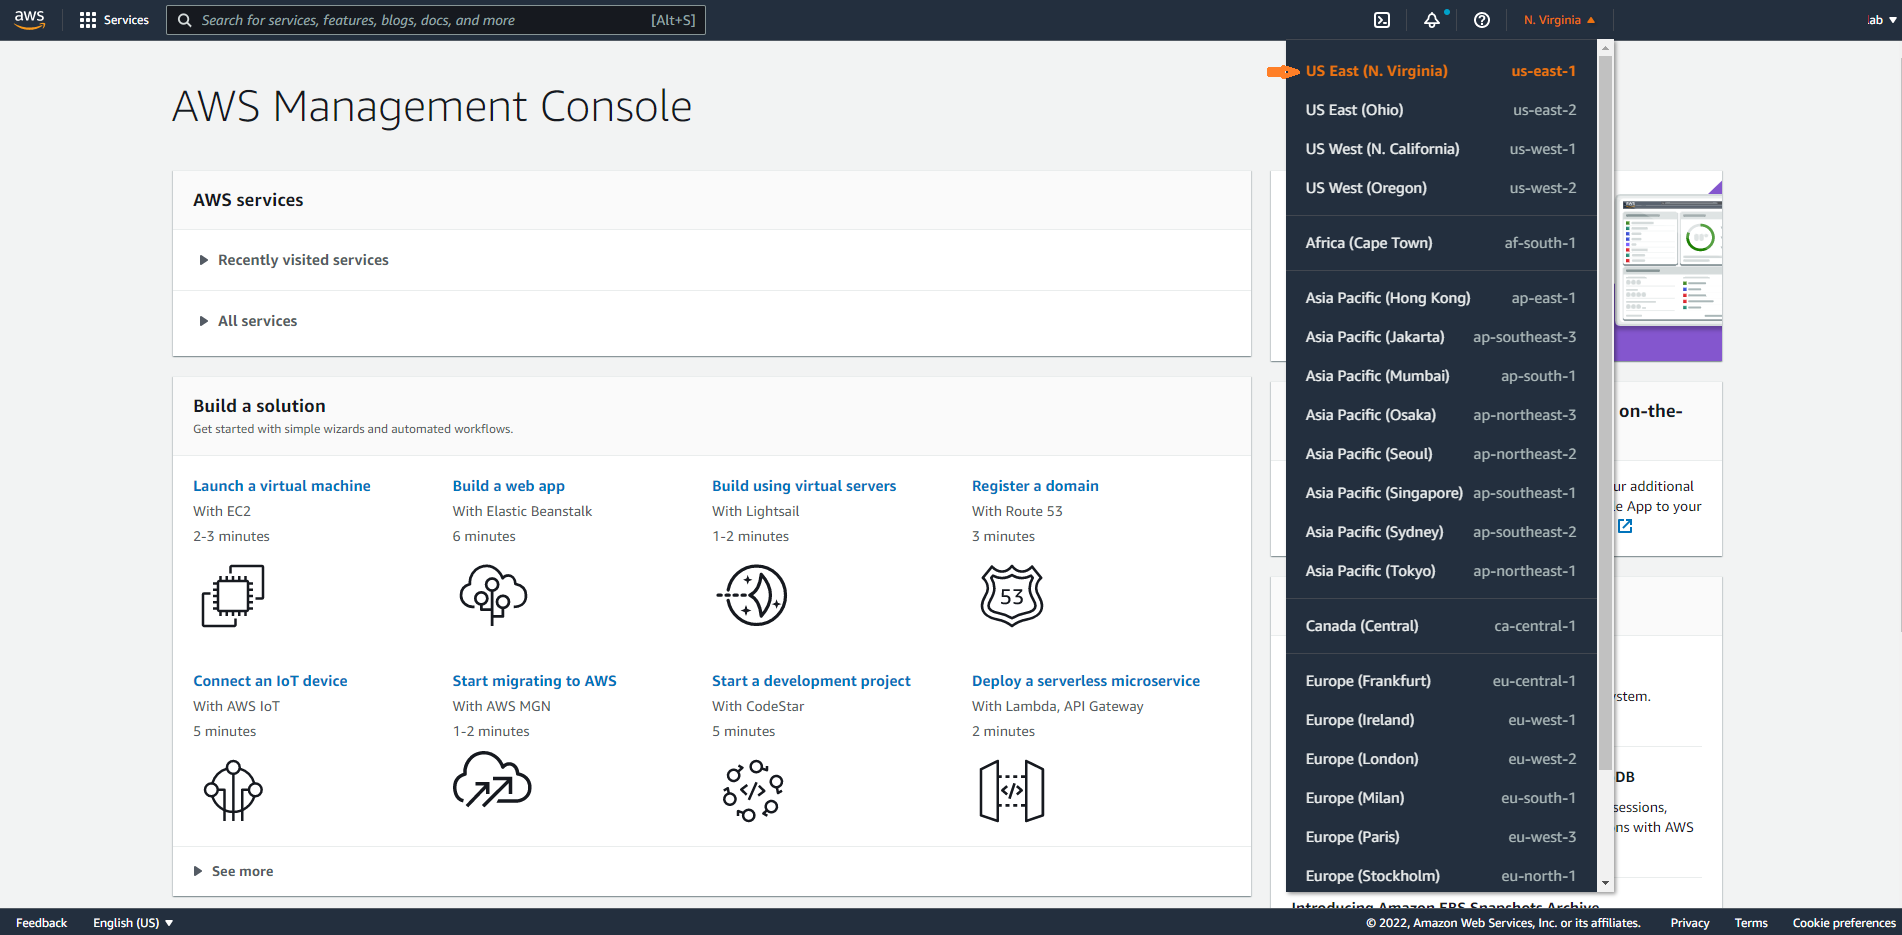 aws
Services
Search for services, features, blogs, docs, and more [Alt+S]
N. Virginia
AWS Management Console
AWS services
Recently visited services
All services
Build a solution
Get started with simple wizards and automated workflows.
Launch a virtual machine
With EC2
2-3 minutes
Build a web app
With Elastic Beanstalk
6 minutes
Build using virtual servers
With Lightsail
1-2 minutes
Register a domain
With Route 53
3 minutes
53
Connect an IoT device
With AWS IoT
5 minutes
Start migrating to AWS
With AWS MGN
1-2 minutes
Start a development project
With CodeStar
5 minutes
</>
Deploy a serverless microservice
With Lambda, API Gateway
2 minutes
</>
See more
US East (N. Virginia) us-east-1
US East (Ohio) us-east-2
US West (N. California) us-west-1
US West (Oregon) us-west-2
Africa (Cape Town) af-south-1
Asia Pacific (Hong Kong) ap-east-1
Asia Pacific (Jakarta) ap-southeast-3
Asia Pacific (Mumbai) ap-south-1
Asia Pacific (Osaka) ap-northeast-3
Asia Pacific (Seoul) ap-northeast-2
Asia Pacific (Singapore) ap-southeast-1
Asia Pacific (Sydney) ap-southeast-2
Asia Pacific (Tokyo) ap-northeast-1
Canada (Central) ca-central-1
Europe (Frankfurt) eu-central-1
Europe (Ireland) eu-west-1
Europe (London) eu-west-2
Europe (Milan) eu-south-1
Europe (Paris) eu-west-3
Europe (Stockholm) eu-north-1
on-the-
additional
App to your
DB
sessions,
with AWS
Introducing Amazon EBS Snapshots Archive
Feedback
English (US)
© 2022, Amazon Web Services, Inc. or its affiliates.
Privacy
Terms
Cookie preferences